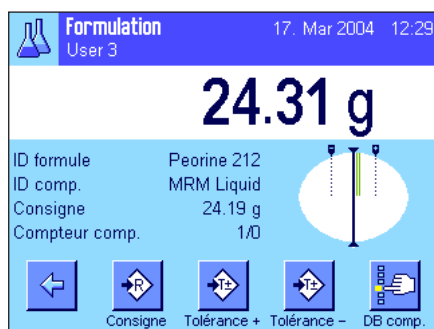 Formulation 17. Mar 2004 12:29
User 3
24.31 g
ID formule Peorine 212
ID comp. MRM Liquid
Consigne 24.19 g
Compteur comp. 1/0
R T± T±
Consigne Tolérance + Tolérance − DB comp.